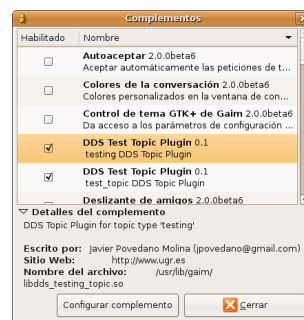 Complementos
Habilitado Nombre
Autoaceptar 2.0.0beta6
Aceptar automáticamente las peticiones de t...
Colores de la conversación 2.0.0beta6
Colores personalizados en la ventana de con...
Control de tema GTK+ de Gaim 2.0.0beta6
Da acceso a los parámetros de configuración ...
DDS Test Topic Plugin 0.1
testing DDS Topic Plugin
DDS Test Topic Plugin 0.1
test_topic DDS Topic Plugin
Deslizante de amigos 2.0.0beta6
Detalles del complemento
DDS Topic Plugin for topic type 'testing'
Escrito por: Javier Povedano Molina (jpovedano@gmail.com)
Sitio Web: http://www.ugr.es
Nombre del archivo: /usr/lib/gaim/
libdds_testing_topic.so
Configurar complemento Cerrar